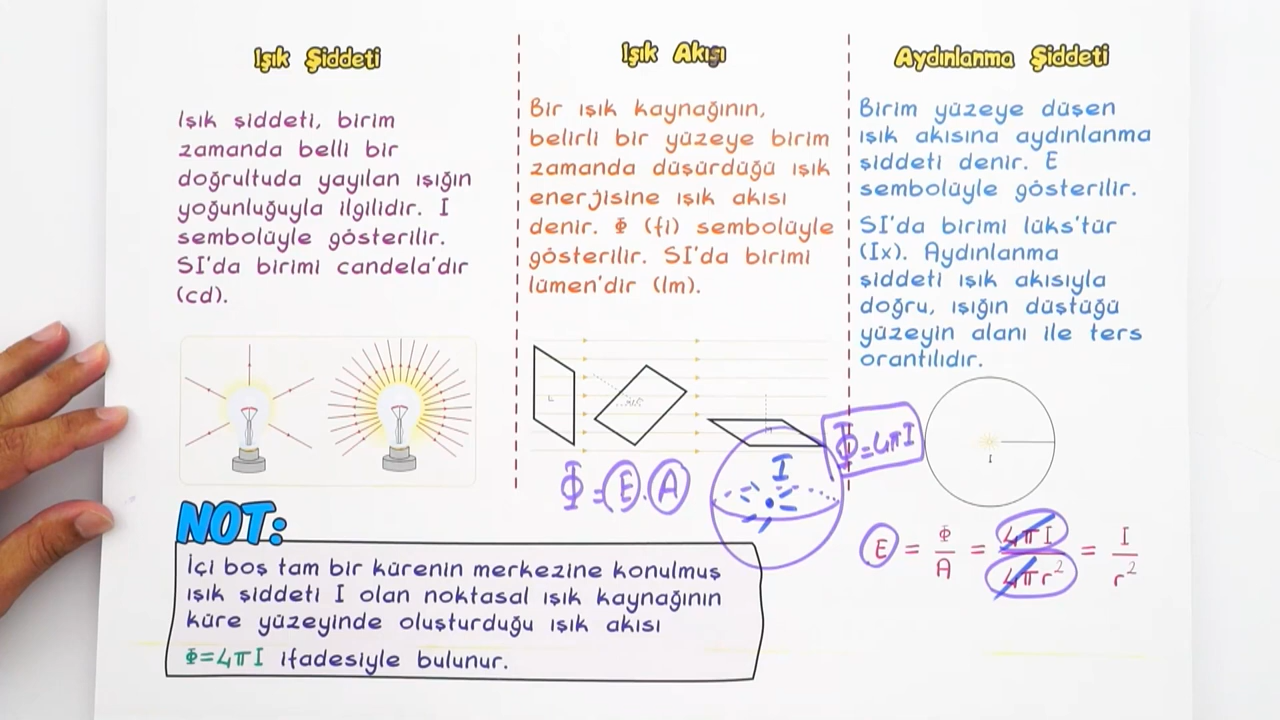 Işık Şiddeti
Işık şiddeti, birim
zamanda belli bir
doğrultuda yayılan ışığın
yoğunluğuyla ilgilidir. I
sembolüyle gösterilir.
SI'da birimi candela'dır
(cd).
Işık Akışı
Bir ışık kaynağının,
belirli bir yüzeye birim
zamanda düşürdüğü ışık
enerjisine ışık akısı
denir. Φ (fi) sembolüyle
gösterilir. SI'da birimi
lümen'dir (lm).
Φ=E.A
I
Φ=4πI
Aydınlanma Şiddeti
Birim yüzeye düşen
ışık akısına aydınlanma
şiddeti denir. E
sembolüyle gösterilir.
SI'da birimi lüks'tür
(Ix). Aydınlanma
şiddeti ışık akısıyla
doğru, ışığın düştüğü
yüzeyin alanı ile ters
orantılıdır.
I
E = Φ/A = 4πI/4πr² = I/r²
NOT:
İçi boş tam bir kürenin merkezine konulmuş
ışık şiddeti I olan noktasal ışık kaynağının
küre yüzeyinde oluşturduğu ışık akısı
Φ=4πI ifadesiyle bulunur.